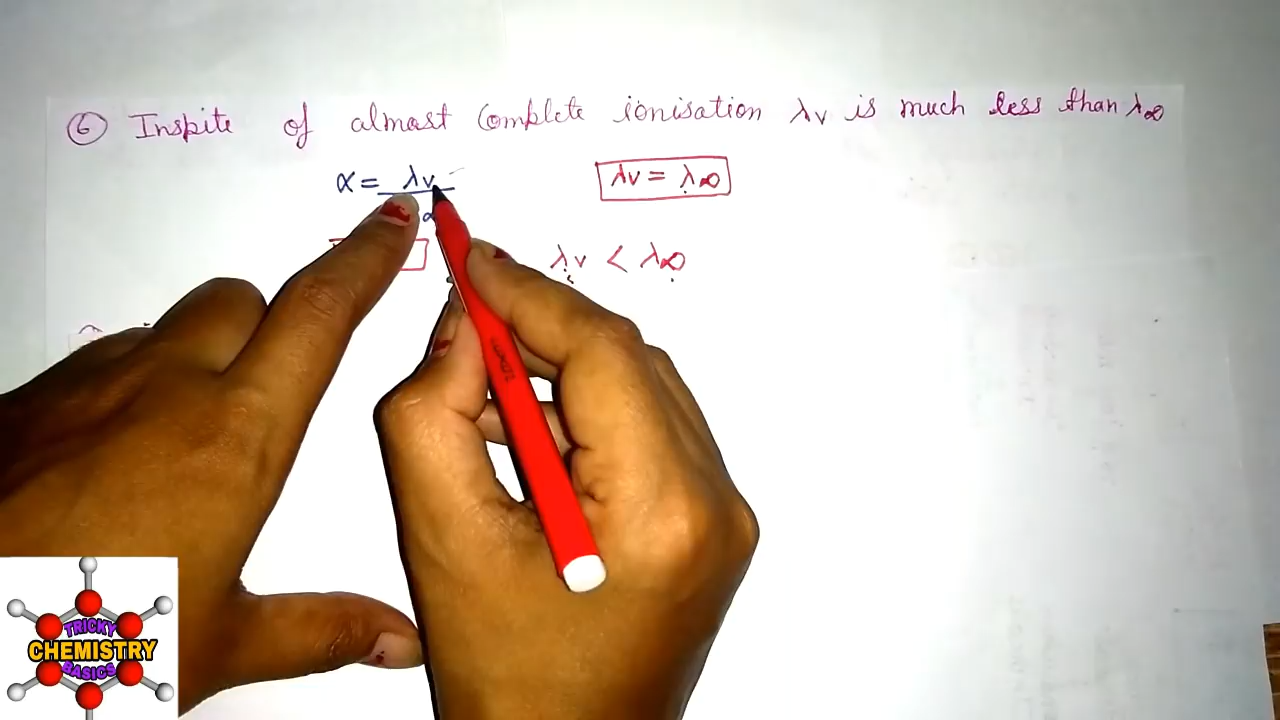 ⑥ Inspite of almost Complete ionisation λv is much less than λ∞
α = λv
λv = λ∞
λv < λ∞
TRICKY
CHEMISTRY
BASICS